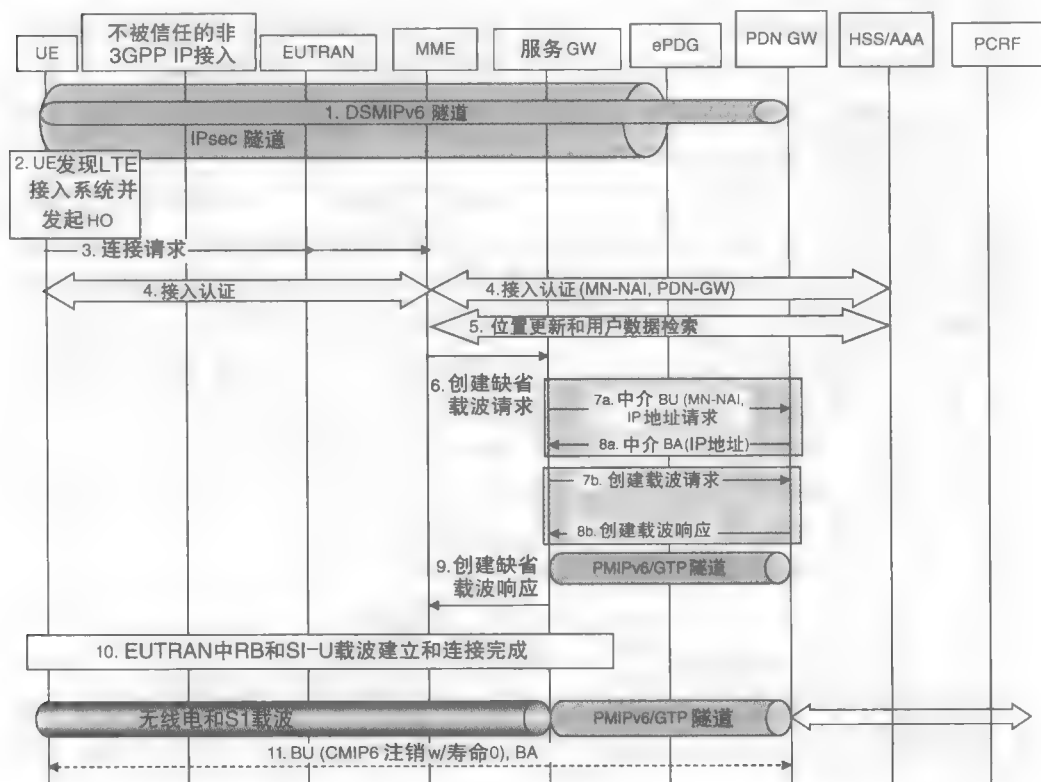 UE
不被信任的非
3GPP IP接入
EUTRAN
MME
服务 GW
ePDG
PDN GW
HSS/AAA
PCRF
1. DSMIPv6 隧道
IPsec 隧道
2. UE发现LTE
接入系统并
发起 HO
3. 连接请求
4. 接入认证
4.接入认证(MN-NAI, PDN-GW)
5. 位置更新和用户数据检索
6. 创建缺省
载波请求
7a. 中介 BU (MN-NAI,
IP地址请求
8a. 中介 BA(IP地址)
7b. 创建载波请求
8b. 创建载波响应
PMIPv6/GTP 隧道
9. 创建缺省
载波响应
10. EUTRAN中RB和SI-U载波建立和连接完成
无线电和S1载波
PMIPv6/GTP 隧道
11. BU (CMIP6 注销 w/寿命0), BA